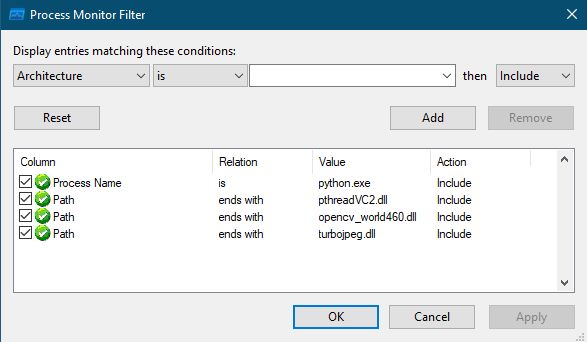 Process Monitor Filter
Display entries matching these conditions:
Architecture is then Include
Reset Add Remove
Column Relation Value Action
Process Name is python.exe Include
Path ends with pthreadVC2.dll Include
Path ends with opencv_world460.dll Include
Path ends with turbojpeg.dll Include
OK Cancel Apply